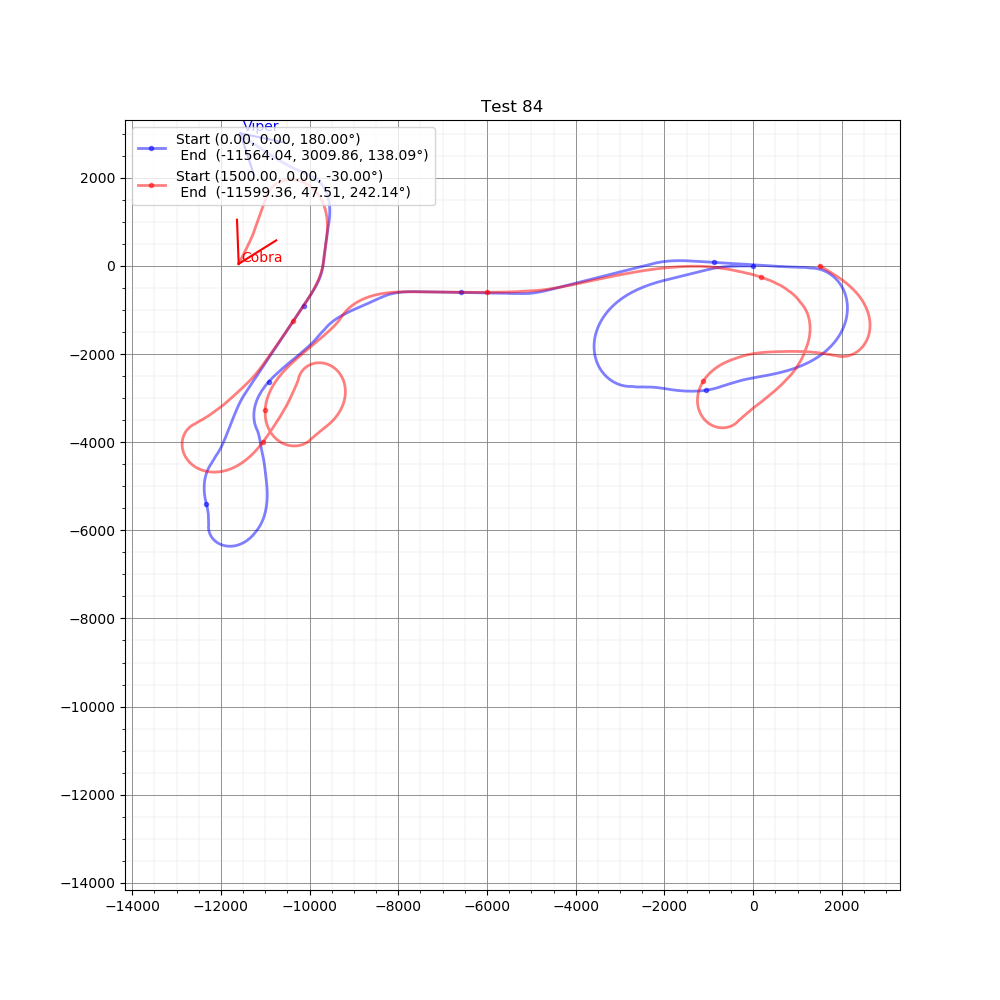 Test 84
Viper
Start (0.00, 0.00, 180.00°)
End (-11564.04, 3009.86, 138.09°)
Start (1500.00, 0.00, -30.00°)
End (-11599.36, 42.51, 242.14°)
Cobra
2000
0
−2000
−4000
−6000
−8000
−10000
−12000
−14000
−14000 −12000 −10000 −8000 −6000 −4000 −2000 0 2000